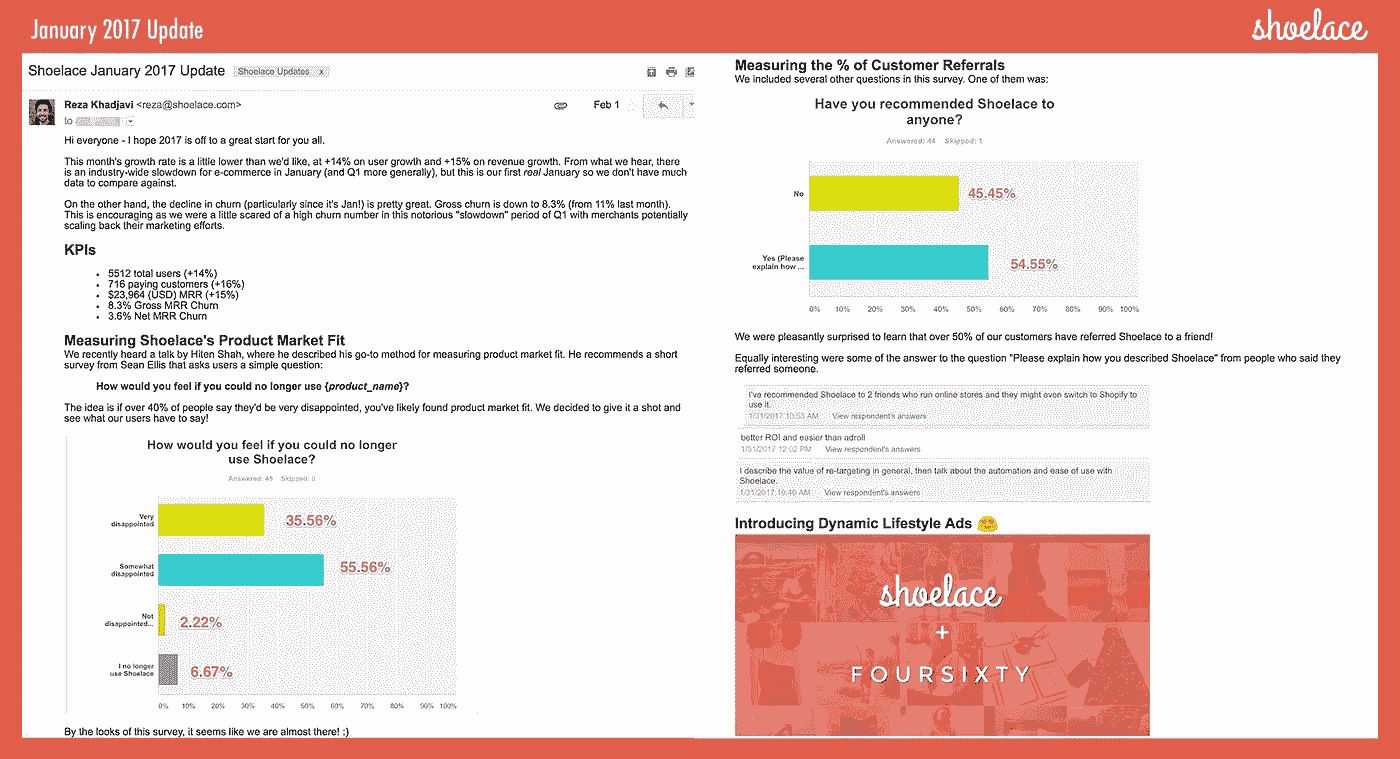 January 2017 Update
shoelace
Shoelace January 2017 Update
Shoelace Updates x
Reza Khadjavi <reza@shoelace.com>
Feb 1
to
Hi everyone - I hope 2017 is off to a great start for you all.
This month's growth rate is a little lower than we'd like, at +14% on user growth and +15% on revenue growth. From what we hear, there
is an industry-wide slowdown for e-commerce in January (and Q1 more generally), but this is our first real January so we don't have much
data to compare against.
On the other hand, the decline in churn (particularly since it's Jan!) is pretty great. Gross churn is down to 8.3% (from 11% last month).
This is encouraging as we were a little scared of a high churn number in this notorious "slowdown" period of Q1 with merchants potentially
scaling back their marketing efforts.
KPIs
• 5512 total users (+14%)
• 716 paying customers (+16%)
• $23,964 (USD) MRR (+15%)
• 8.3% Gross MRR Churn
• 3.6% Net MRR Churn
Measuring Shoelace's Product Market Fit
We recently heard a talk by Hiten Shah, where he described his go-to method for measuring product market fit. He recommends a short
survey from Sean Ellis that asks users a simple question:
How would you feel if you could no longer use {product_name}?
The idea is if over 40% of people say they'd be very disappointed, you've likely found product market fit. We decided to give it a shot and
see what our users have to say!
How would you feel if you could no longer
use Shoelace?
Answered: 45 Skipped: 0
Very
disappointed
35.56%
Somewhat
disappointed
55.56%
Not
disappointed...
2.22%
I no longer
use Shoelace
6.67%
0% 10% 20% 30% 40% 50% 60% 70% 80% 90% 100%
By the looks of this survey, it seems like we are almost there! :)
Measuring the % of Customer Referrals
We included several other questions in this survey. One of them was:
Have you recommended Shoelace to
anyone?
Answered: 44 Skipped: 1
No
45.45%
Yes (Please
explain how ...
54.55%
0% 10% 20% 30% 40% 50% 60% 70% 80% 90% 100%
We were pleasantly surprised to learn that over 50% of our customers have referred Shoelace to a friend!
Equally interesting were some of the answer to the question "Please explain how you described Shoelace" from people who said they
referred someone.
I've recommended Shoelace to 2 friends who run online stores and they might even switch to Shopify to
use it.
1/31/2017 10:53 AM View respondent's answers
better ROI and easier than adroll
1/31/2017 12:02 PM View respondent's answers
I describe the value of re-targeting in general, then talk about the automation and ease of use with
Shoelace.
1/31/2017 10:40 AM View respondent's answers
Introducing Dynamic Lifestyle Ads 😍
shoelace
+
FOURSIXTY